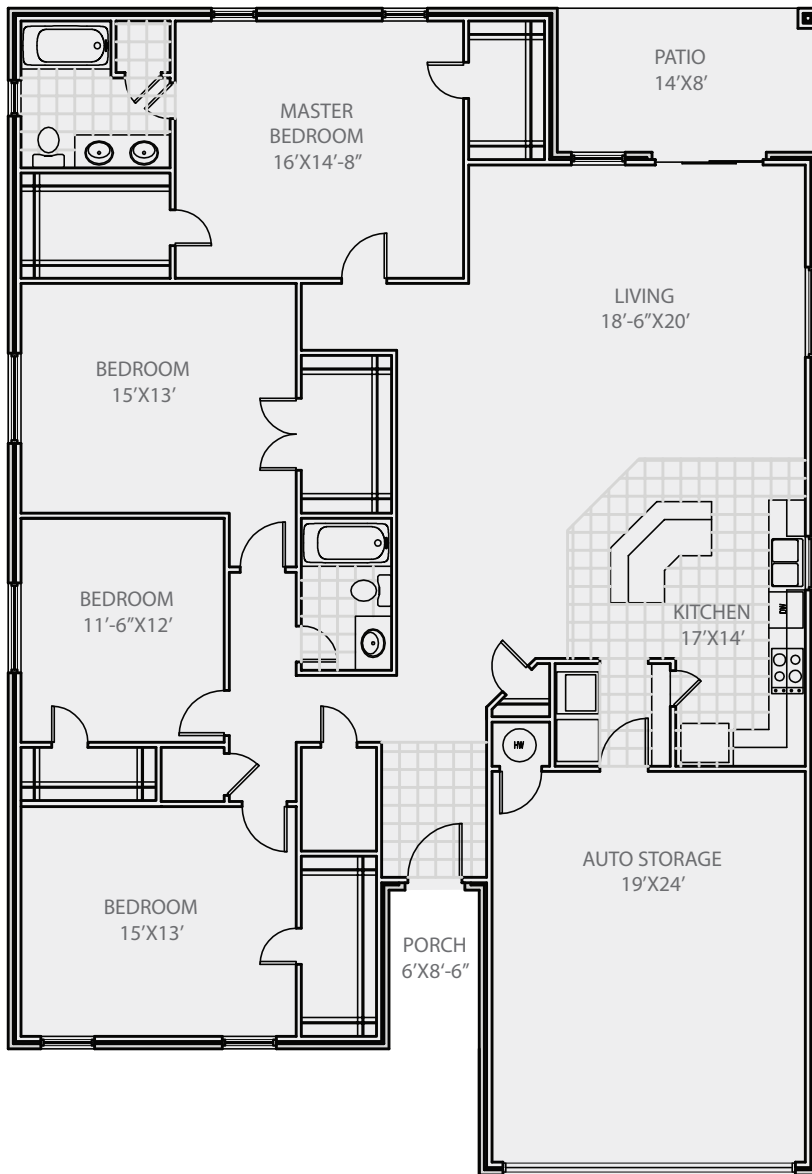 PATIO
14’X8’
MASTER
BEDROOM
16’X14’-8”
LIVING
18’-6”X20’
BEDROOM
15’X13’
BEDROOM
11’-6”X12’
KITCHEN
17’X14’
DW
HW
AUTO STORAGE
19’X24’
BEDROOM
15’X13’
PORCH
6’X8‘-6”